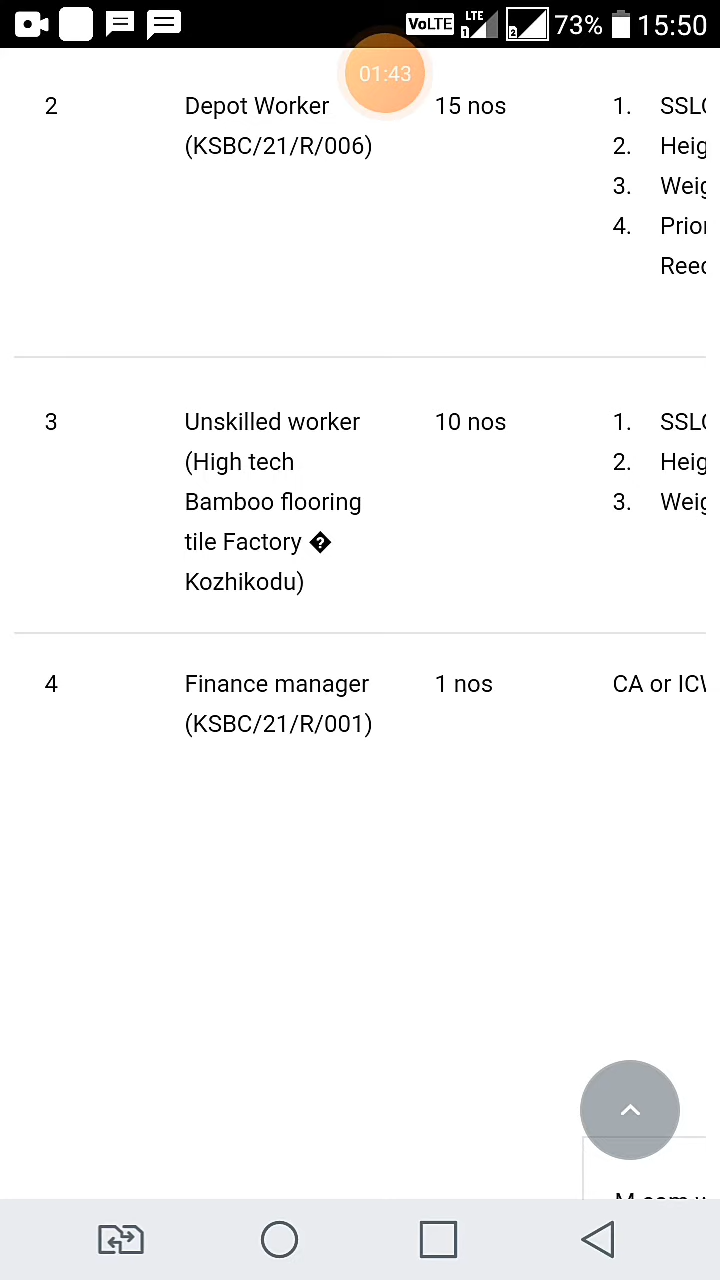 VoLTE LTE 1 2 73% 15:50
01:43
2 Depot Worker 15 nos 1.
(KSBC/21/R/006) 2.
3.
4.
3 Unskilled worker 10 nos 1.
(High tech 2.
Bamboo flooring 3.
tile Factory �
Kozhikodu)
4 Finance manager 1 nos CA or
(KSBC/21/R/001)